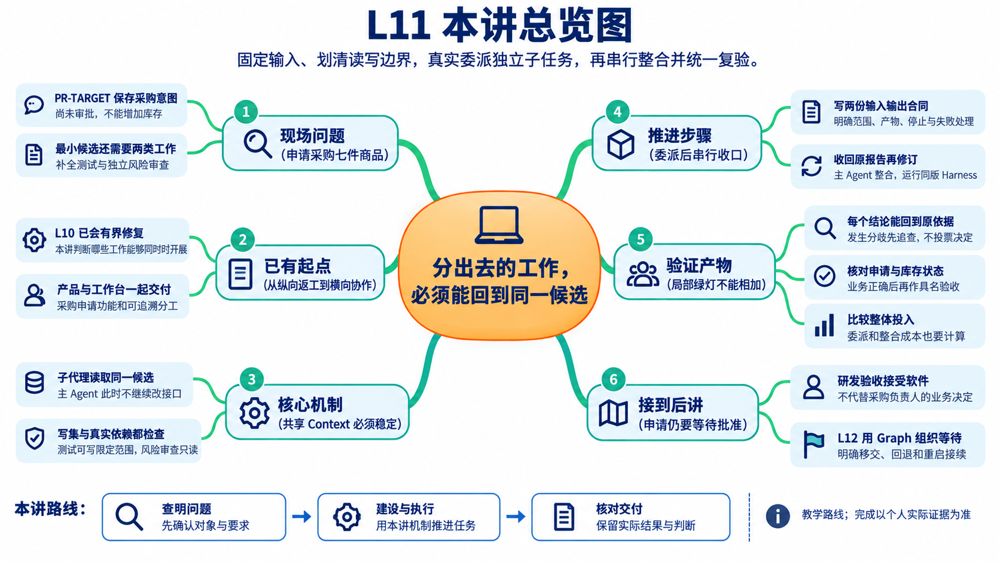 L11 本讲总览图
固定输入、划清读写边界，真实委派独立子任务，再串行整合并统一复验。
1
现场问题
（申请采购七件商品）
PR-TARGET 保存采购意图
尚未审批，不能增加库存
最小候选还需要两类工作
补全测试与独立风险审查
2
已有起点
（从纵向返工到横向协作）
L10 已会有界修复
本讲判断哪些工作能够同时时开展
产品与工作台一起交付
采购申请功能和可追溯分工
3
核心机制
（共享 Context 必须稳定）
子代理读取同一候选
主 Agent 此时不继续改接口
写集与真实依赖都检查
测试可写限定范围，风险审查只读
分出去的工作，
必须能回到同一候选
4
推进步骤
（委派后串行收口）
写两份输入输出合同
明确范围、产物、停止与失败处理
收回原报告再修订
主 Agent 整合，运行同版 Harness
5
验证产物
（局部绿灯不能相加）
每个结论能回到原依据
发生分歧先追查，不投票决定
核对申请与库存状态
业务正确后再作具名验收
比较整体投入
委派和整合成本也要计算
6
接到后讲
（申请仍要等待批准）
研发验收接受软件
不代替采购负责人的业务决定
L12 用 Graph 组织等待
明确移交、回退和重启接续
本讲路线：
查明问题
先确认对象与要求
建设与执行
用本讲机制推进任务
核对交付
保留实际结果与判断
教学路线；完成以个人实际证据为准